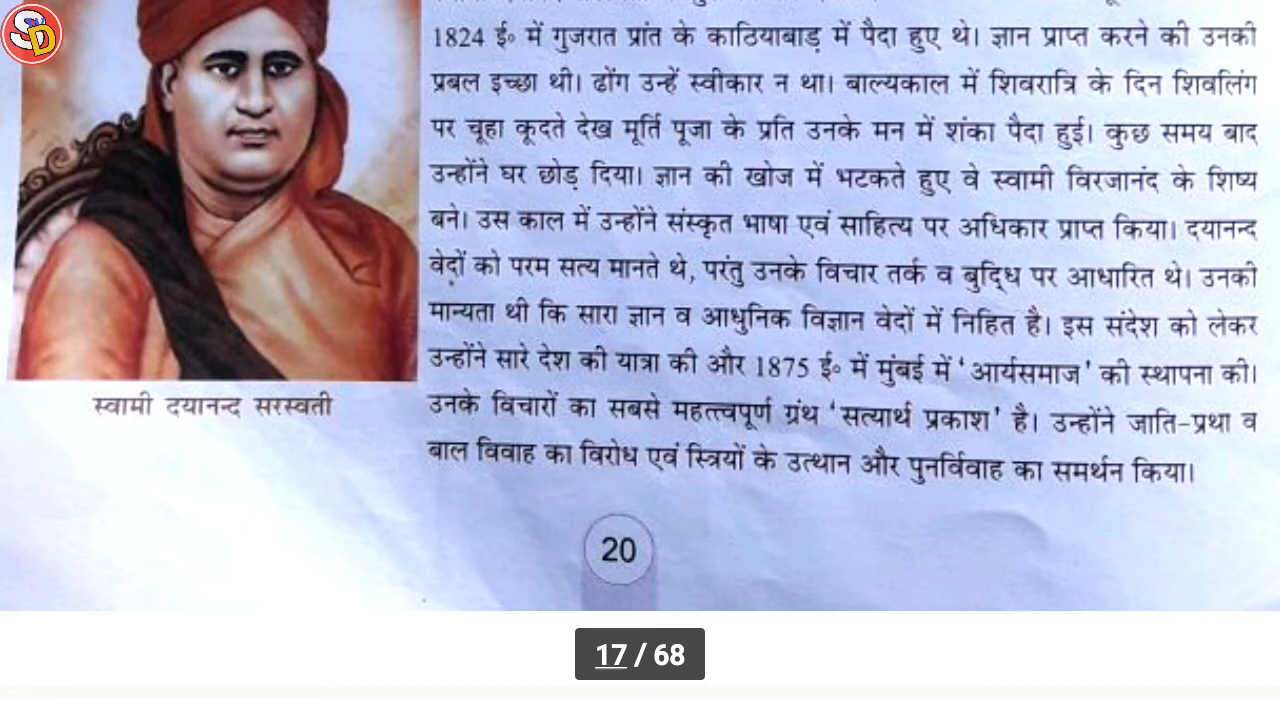 1824 ई० में गुजरात प्रांत के काठियाबाड़ में पैदा हुए थे। ज्ञान प्राप्त करने की उनकी
प्रबल इच्छा थी। ढोंग उन्हें स्वीकार न था। बाल्यकाल में शिवरात्रि के दिन शिवलिंग
पर चूहा कूदते देख मूर्ति पूजा के प्रति उनके मन में शंका पैदा हुई। कुछ समय बाद
उन्होंने घर छोड़ दिया। ज्ञान की खोज में भटकते हुए वे स्वामी विरजानंद के शिष्य
बने। उस काल में उन्होंने संस्कृत भाषा एवं साहित्य पर अधिकार प्राप्त किया। दयानन्द
वेदों को परम सत्य मानते थे, परंतु उनके विचार तर्क व बुद्धि पर आधारित थे। उनकी
मान्यता थी कि सारा ज्ञान व आधुनिक विज्ञान वेदों में निहित है। इस संदेश को लेकर
उन्होंने सारे देश की यात्रा की और 1875 ई० में मुंबई में ‘आर्यसमाज’ की स्थापना की।
उनके विचारों का सबसे महत्त्वपूर्ण ग्रंथ ‘सत्यार्थ प्रकाश’ है। उन्होंने जाति-प्रथा व
बाल विवाह का विरोध एवं स्त्रियों के उत्थान और पुनर्विवाह का समर्थन किया।
स्वामी दयानन्द सरस्वती
20
17 / 68
SD